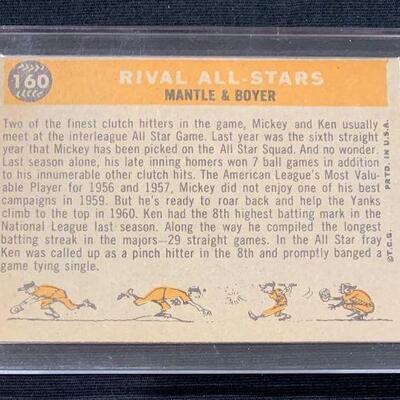 160
RIVAL ALL-STARS
MANTLE & BOYER
Two of the finest clutch hitters in the game, Mickey and Ken usually
meet at the interleague All Star Game. Last year was the sixth straight
year that Mickey has been picked on the All Star Squad. And no wonder.
Last season alone, his late inning homers won 7 ball games in addition
to his innumerable other clutch hits. The American League's Most Valu-
able Player for 1956 and 1957, Mickey did not enjoy one of his best
campaigns in 1959. But he's ready to roar back and help the Yanks
climb to the top in 1960. Ken had the 8th highest batting mark in the
National League last season. Along the way he compiled the longest
batting streak in the majors—29 straight games. In the All Star fray
Ken was called up as a pinch hitter in the 8th and promptly banged a
game tying single.
©T.C.G. PRTD. IN U.S.A.